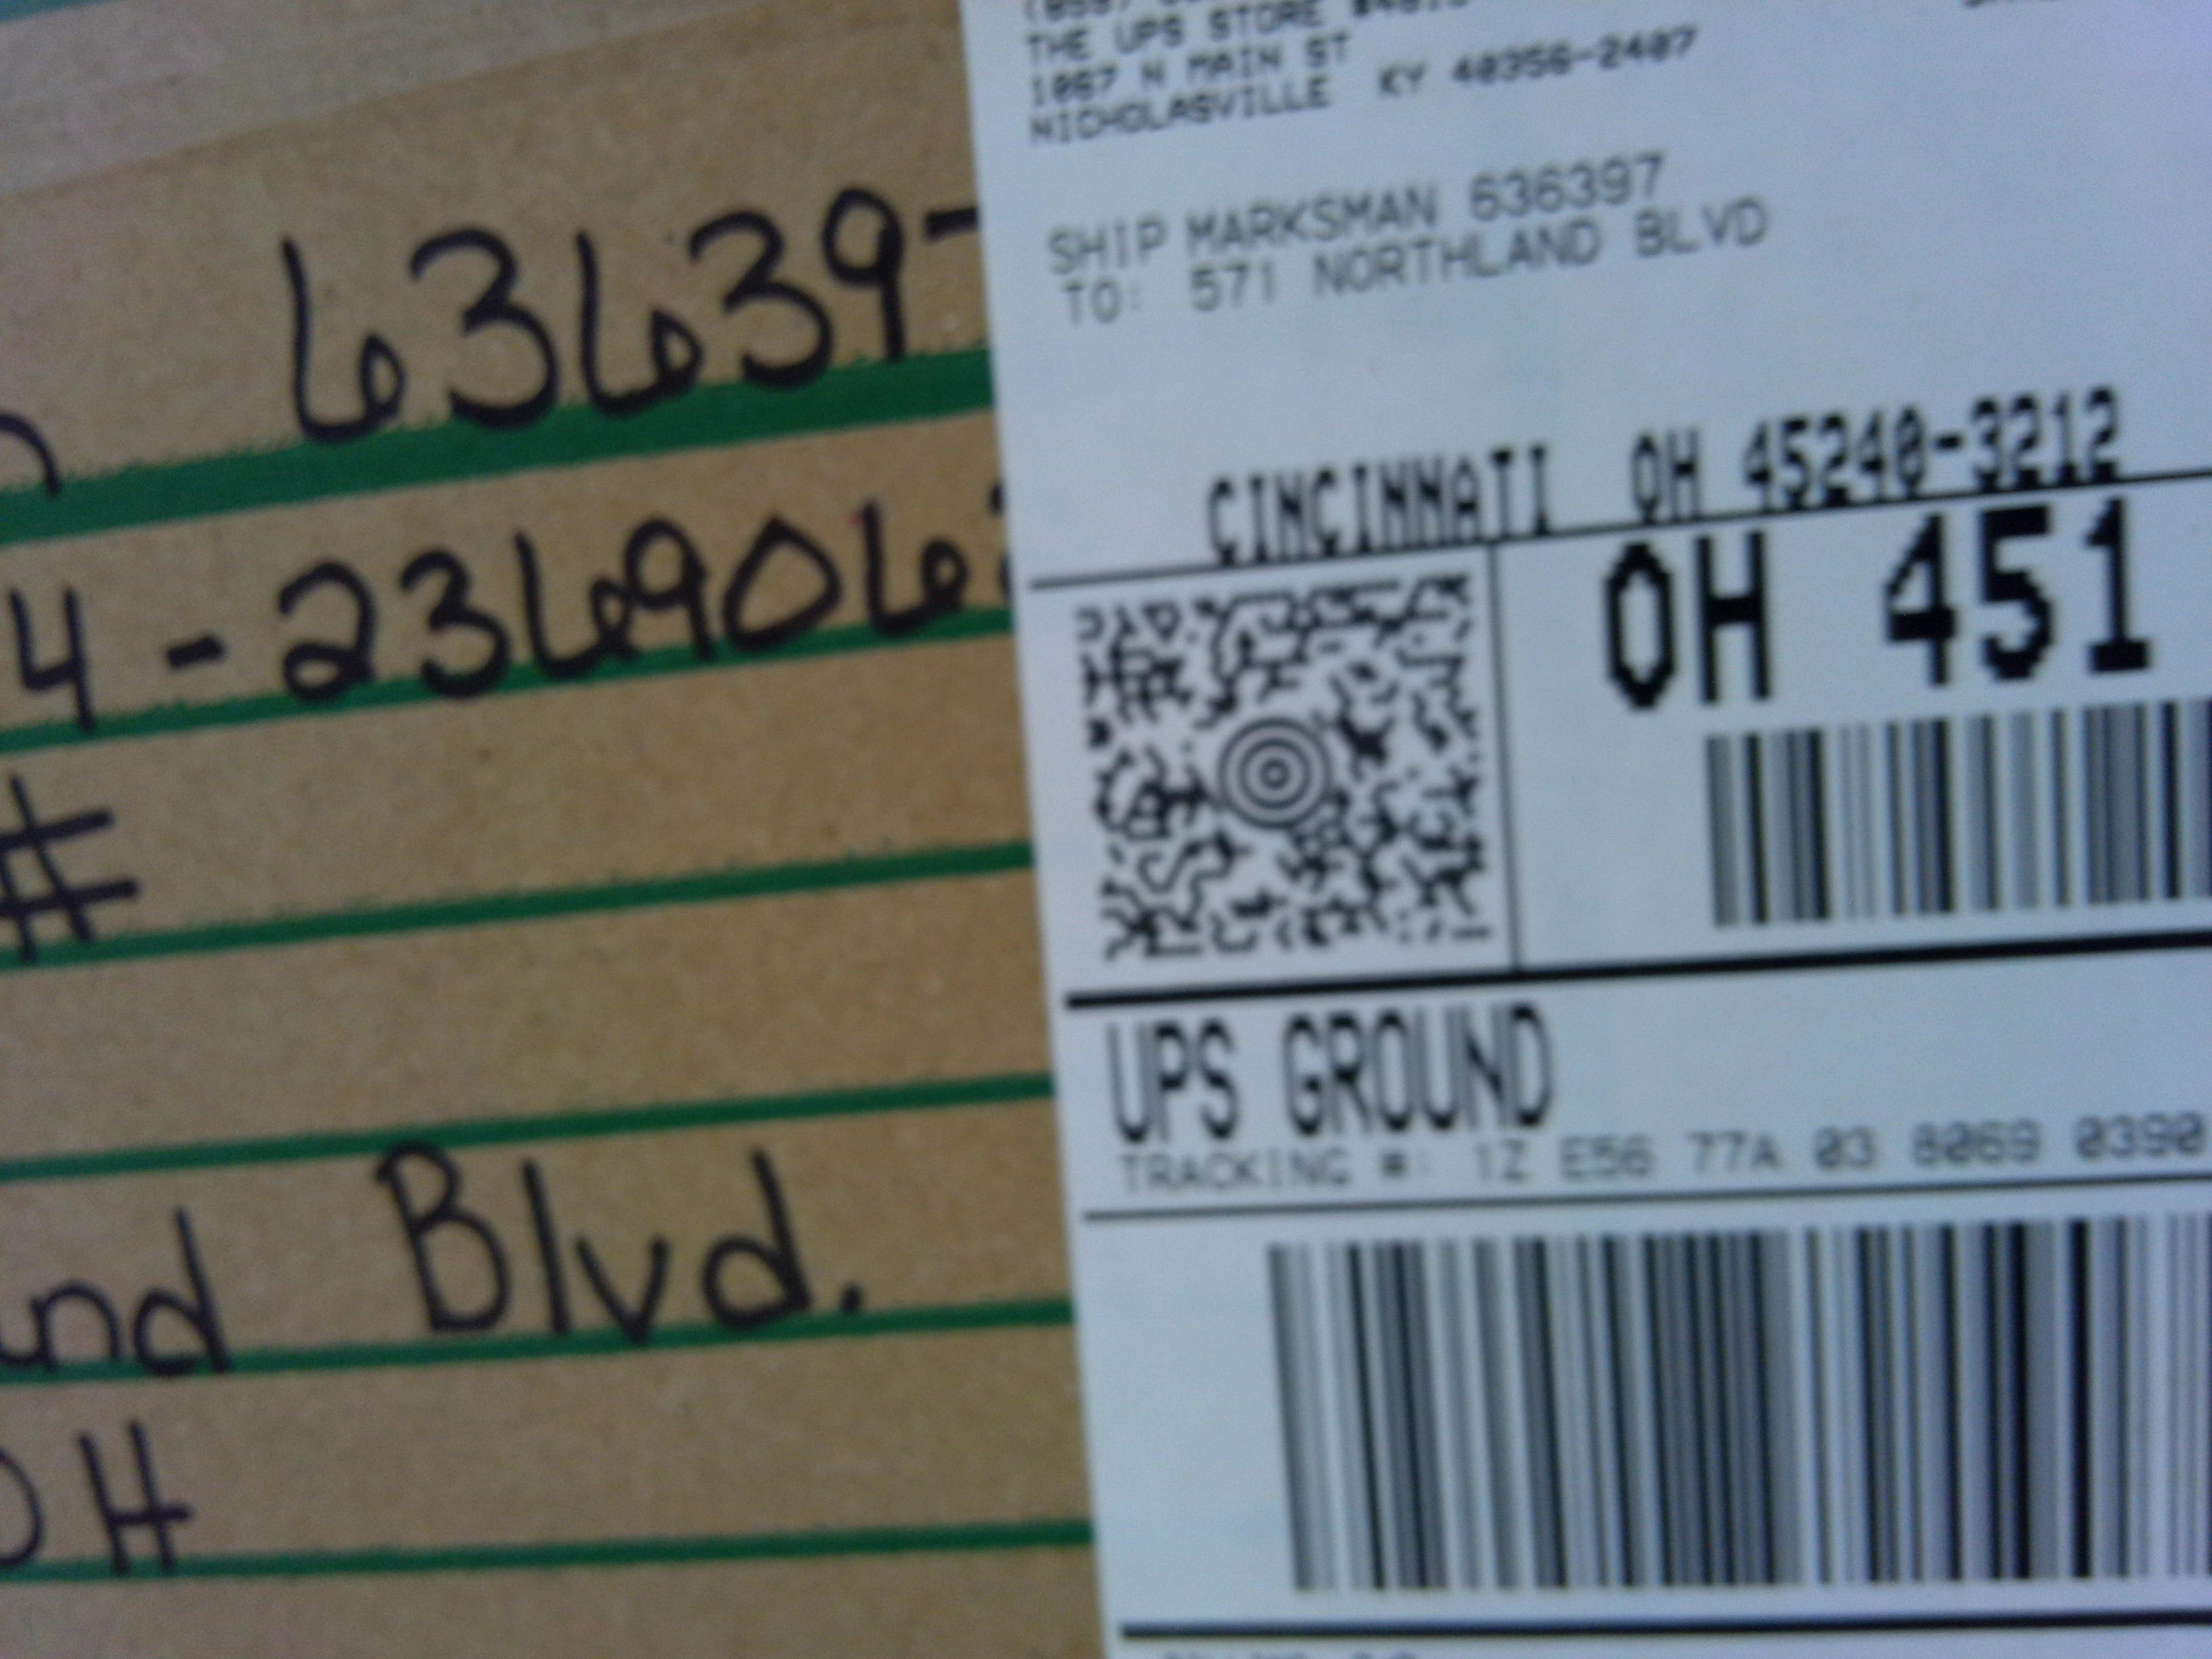 63639
4-236906
#
Blvd.
OH
THE UPS STORE
1067 N MAIN ST
NICHOLASVILLE KY 40356-2407
SHIP MARKSMAN 636397
TO: 571 NORTHLAND BLVD
CINCINNATI OH 45240-3212
OH 451
UPS GROUND
TRACKING #: 1Z E56 77A 03 8069 0390